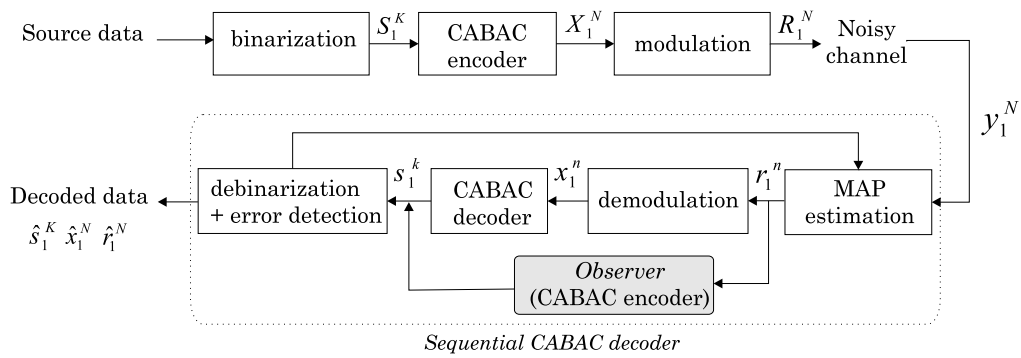 Source data
binarization
S₁ᴷ
CABAC
encoder
X₁ᴺ
modulation
R₁ᴺ
Noisy
channel
y₁ᴺ
Decoded data
ŝ₁ᴷ x̂₁ᴺ r̂₁ᴺ
debinarization
+ error detection
s₁ᵏ
CABAC
decoder
x₁ⁿ
demodulation
r₁ⁿ
MAP
estimation
Observer
(CABAC encoder)
Sequential CABAC decoder